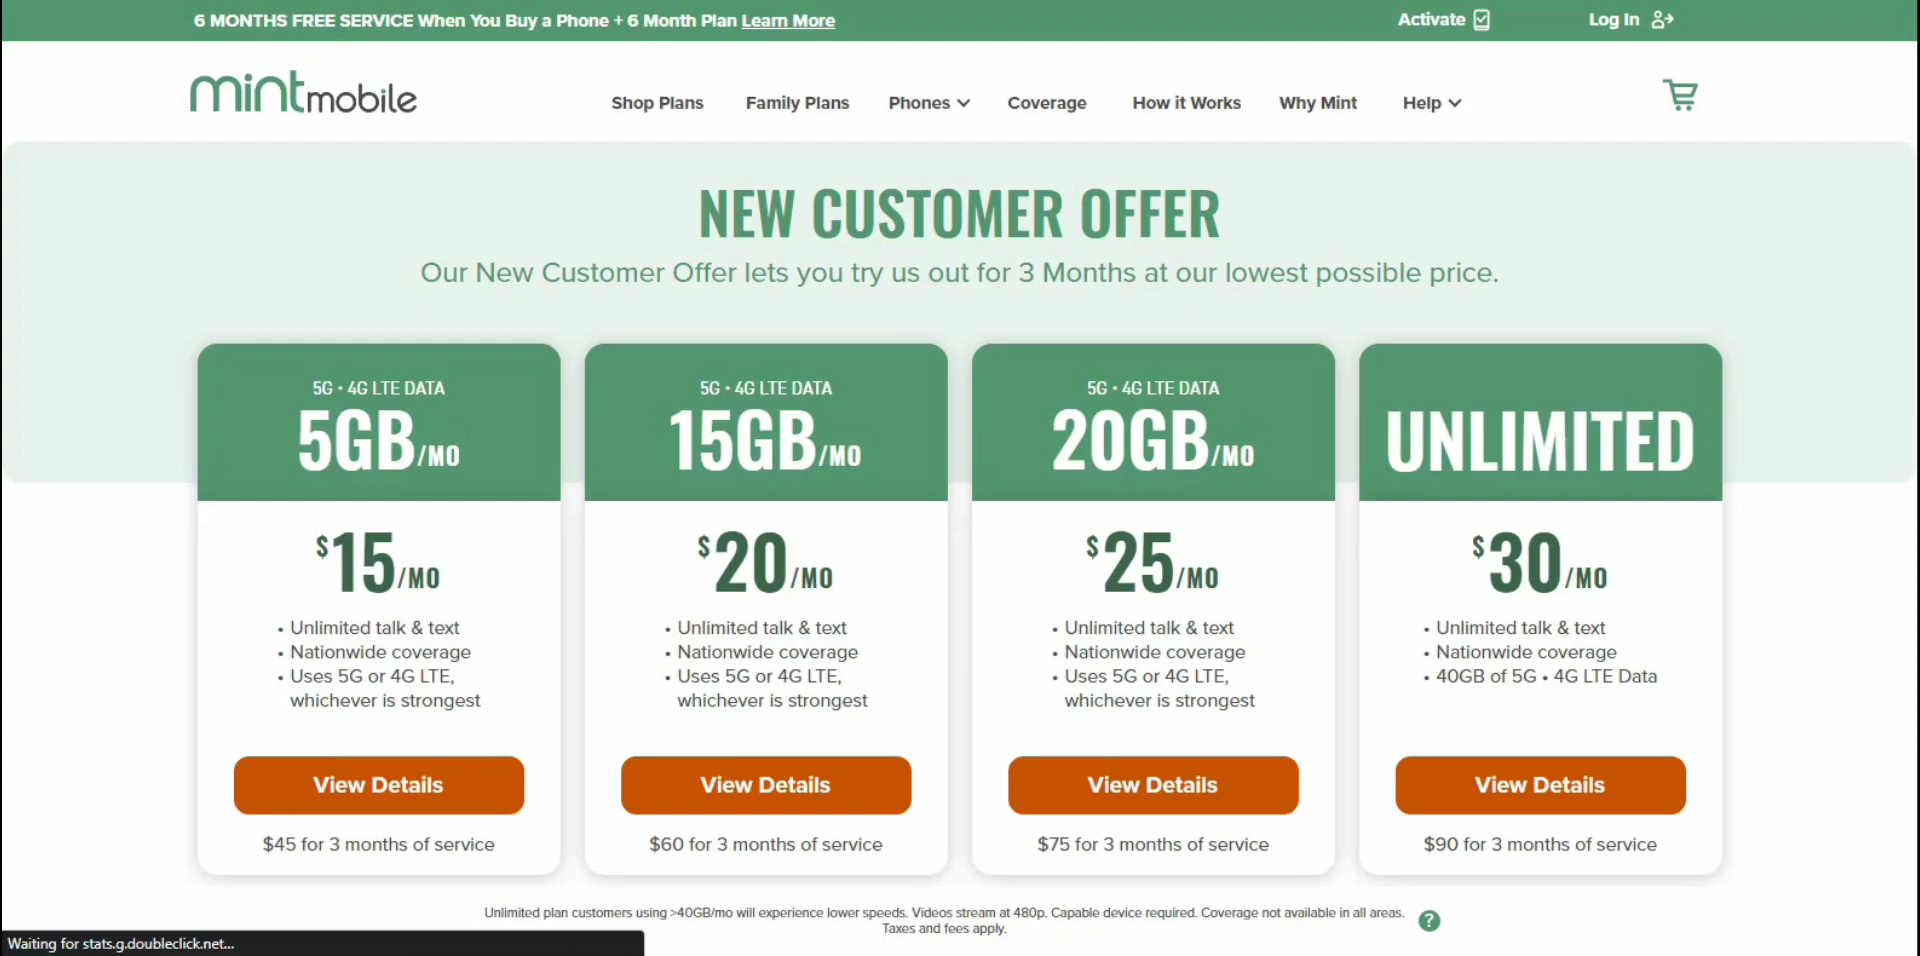 6 MONTHS FREE SERVICE When You Buy a Phone + 6 Month Plan Learn More
Activate
Log In
mintmobile
Shop Plans
Family Plans
Phones
Coverage
How it Works
Why Mint
Help
NEW CUSTOMER OFFER
Our New Customer Offer lets you try us out for 3 Months at our lowest possible price.
5G • 4G LTE DATA
5GB/MO
$15/MO
• Unlimited talk & text
• Nationwide coverage
• Uses 5G or 4G LTE,
whichever is strongest
View Details
$45 for 3 months of service
5G • 4G LTE DATA
15GB/MO
$20/MO
• Unlimited talk & text
• Nationwide coverage
• Uses 5G or 4G LTE,
whichever is strongest
View Details
$60 for 3 months of service
5G • 4G LTE DATA
20GB/MO
$25/MO
• Unlimited talk & text
• Nationwide coverage
• Uses 5G or 4G LTE,
whichever is strongest
View Details
$75 for 3 months of service
UNLIMITED
$30/MO
• Unlimited talk & text
• Nationwide coverage
• 40GB of 5G • 4G LTE Data
View Details
$90 for 3 months of service
Unlimited plan customers using >40GB/mo will experience lower speeds. Videos stream at 480p. Capable device required. Coverage not available in all areas.
Taxes and fees apply.
?
Waiting for stats.g.doubleclick.net...